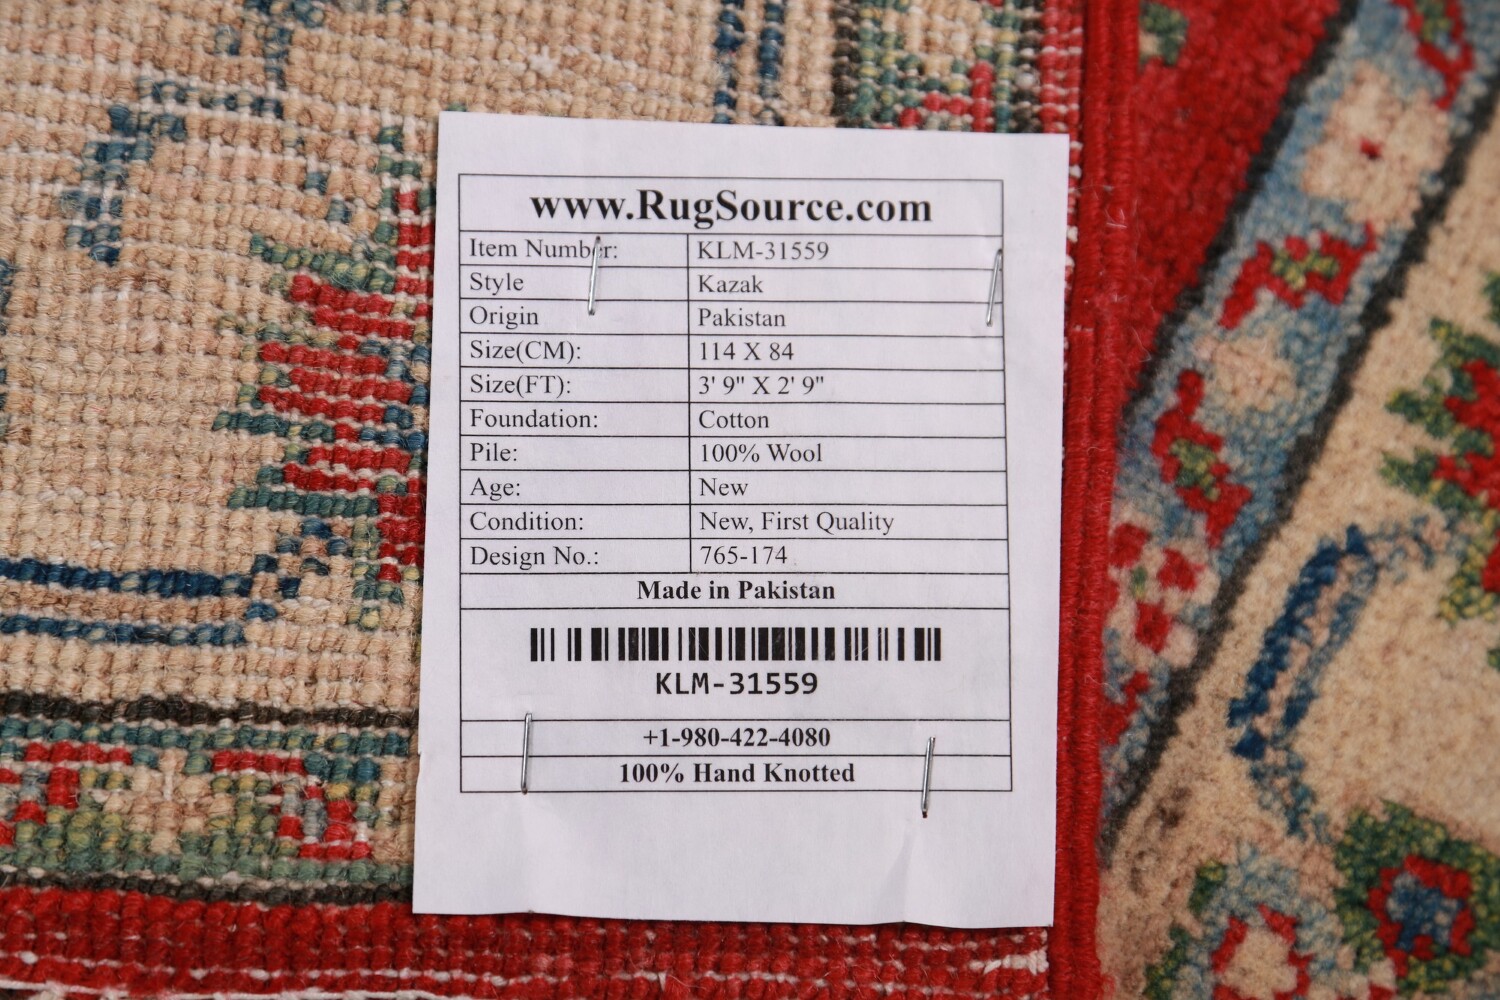 www.RugSource.com
Item Number: KLM-31559
Style Kazak
Origin Pakistan
Size(CM): 114 X 84
Size(FT): 3' 9" X 2' 9"
Foundation: Cotton
Pile: 100% Wool
Age: New
Condition: New, First Quality
Design No.: 765-174
Made in Pakistan
KLM-31559
+1-980-422-4080
100% Hand Knotted